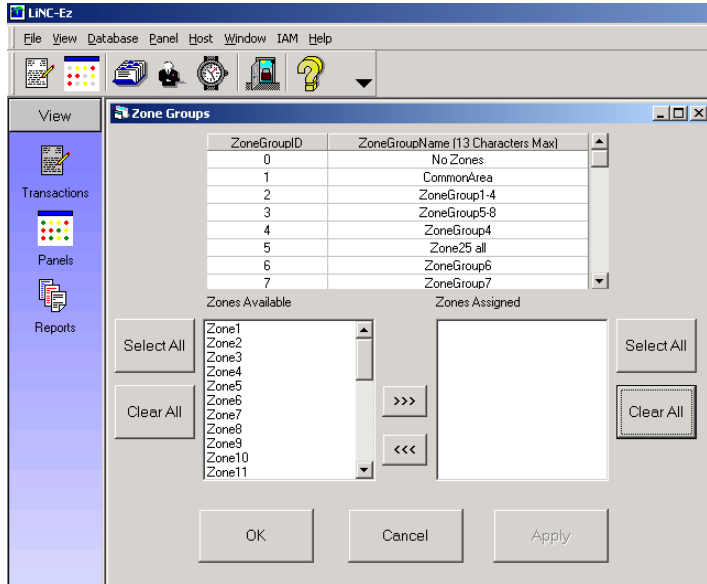 LiNC-Ez
File View Database Panel Host Window IAM Help
View
Transactions
Panels
Reports
Zone Groups
ZoneGroupID ZoneGroupName (13 Characters Max)
0 No Zones
1 CommonArea
2 ZoneGroup1-4
3 ZoneGroup5-8
4 ZoneGroup4
5 Zone25 all
6 ZoneGroup6
7 ZoneGroup7
Zones Available Zones Assigned
Select All
Clear All
Zone1
Zone2
Zone3
Zone4
Zone5
Zone6
Zone7
Zone8
Zone9
Zone10
Zone11
>>>
<<<
Select All
Clear All
OK Cancel Apply